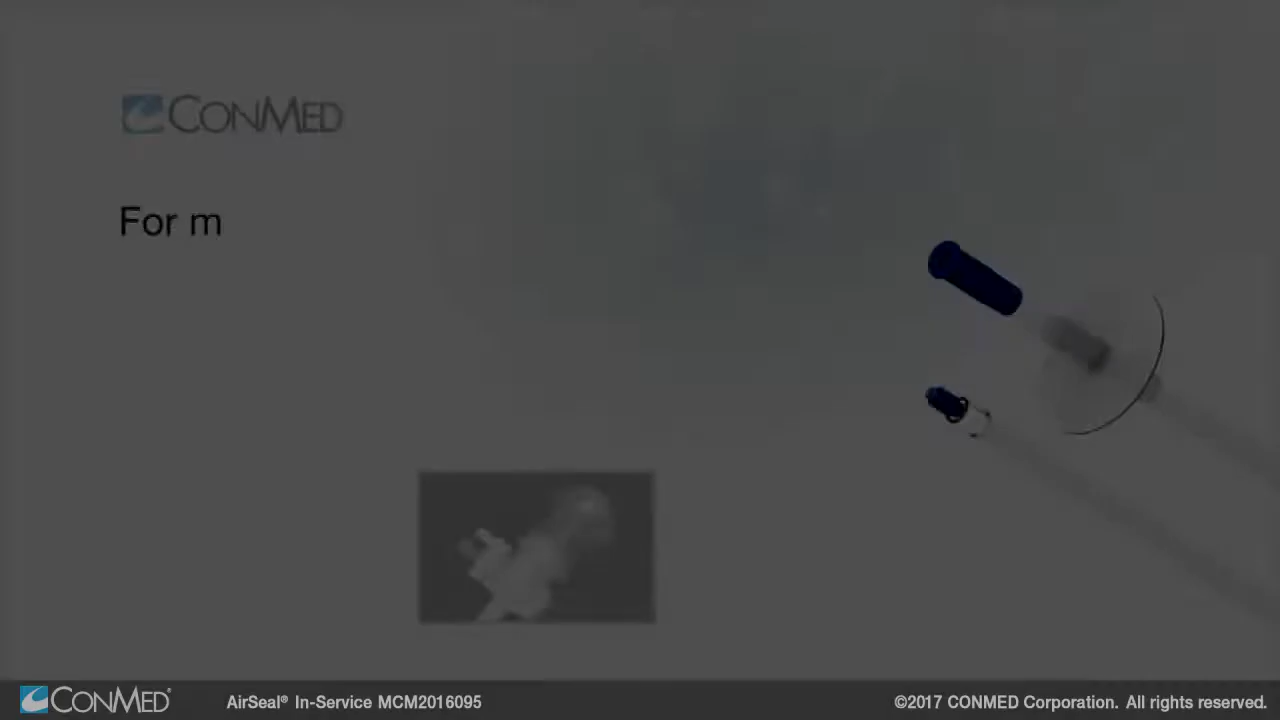 CONMED
For m
CONMED® AirSeal® In-Service MCM2016095 ©2017 CONMED Corporation. All rights reserved.